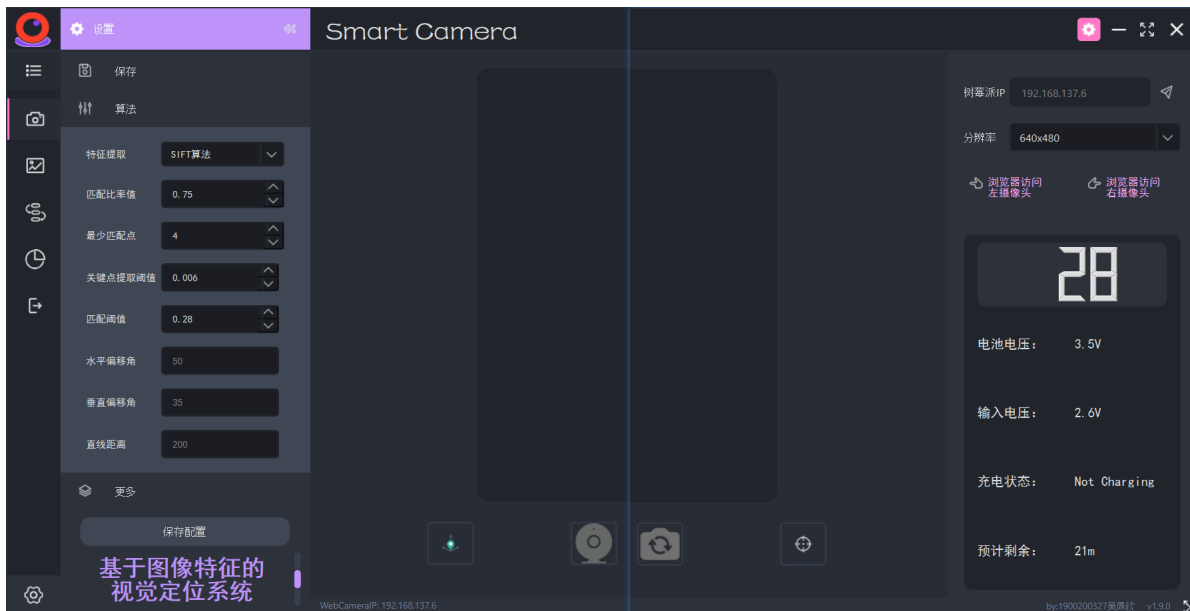 设置
Smart Camera
保存
算法
特征提取 SIFT算法
匹配比率值 0.75
最少匹配点 4
关键点提取阈值 0.006
匹配阈值 0.28
水平偏移角 50
垂直偏移角 35
直线距离 200
更多
保存配置
基于图像特征的
视觉定位系统
WebCameraIP: 192.168.137.6
树莓派IP 192.168.137.6
分辨率 640x480
浏览器访问
左摄像头
浏览器访问
右摄像头
28
电池电压: 3.5V
输入电压: 2.6V
充电状态: Not Charging
预计剩余: 21m
by:1900200327吴佩 v1.9.0